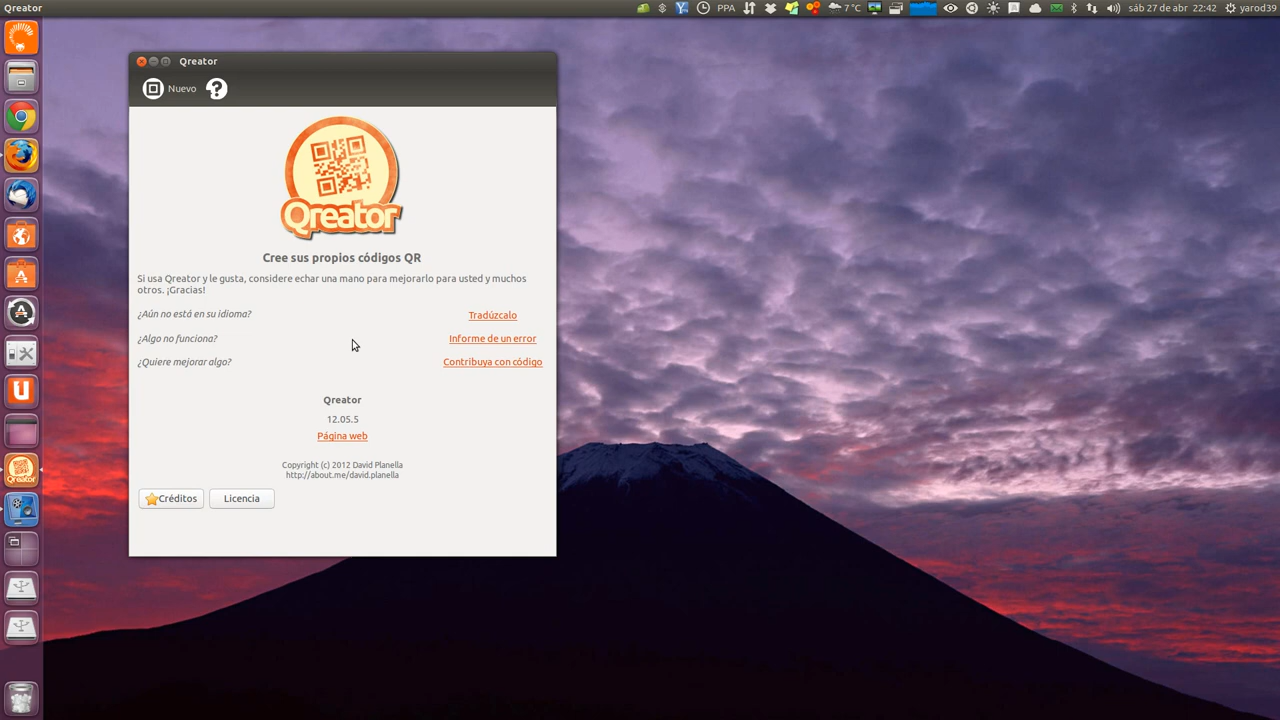 Qreator
PPA
7 °C
sáb 27 de abr 22:42
yarod39
Qreator
Nuevo
Qreator
Cree sus propios códigos QR
Si usa Qreator y le gusta, considere echar una mano para mejorarlo para usted y muchos
otros. ¡Gracias!
¿Aún no está en su idioma?
Tradúzcalo
¿Algo no funciona?
Informe de un error
¿Quiere mejorar algo?
Contribuya con código
Qreator
12.05.5
Página web
Copyright (c) 2012 David Planella
http://about.me/david.planella
Créditos
Licencia
Qreator